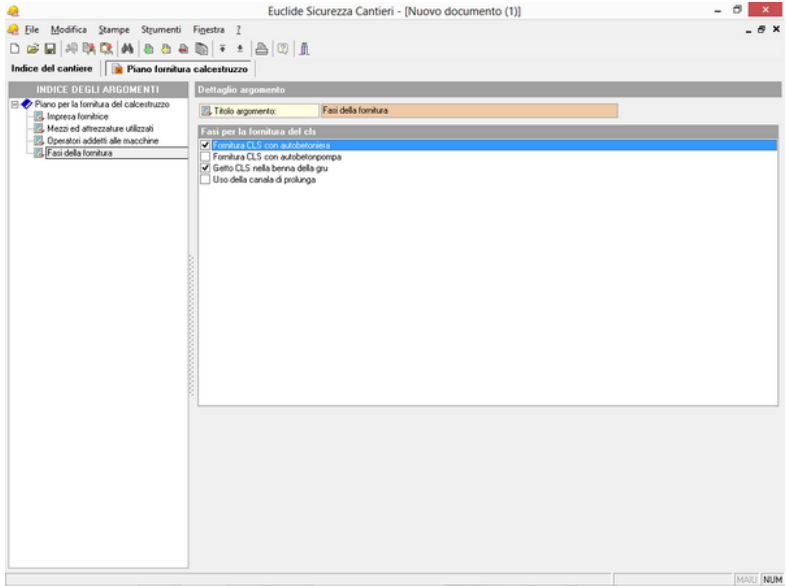 Euclide Sicurezza Cantieri - [Nuovo documento (1)]
File Modifica Stampe Strumenti Finestra ?
Indice del cantiere Piano fornitura calcestruzzo
INDICE DEGLI ARGOMENTI
Piano per la fornitura del calcestruzzo
Impresa fornitrice
Mezzi ed attrezzature utilizzati
Operatori addetti alle macchine
Fasi della fornitura
Dettaglio argomento
Titolo argomento: Fasi della fornitura
Fasi per la fornitura del cls
Fornitura CLS con autobetoniera
Fornitura CLS con autobetonpompa
Getto CLS nella benna della gru
Uso della canala di prolunga
MAIU NUM